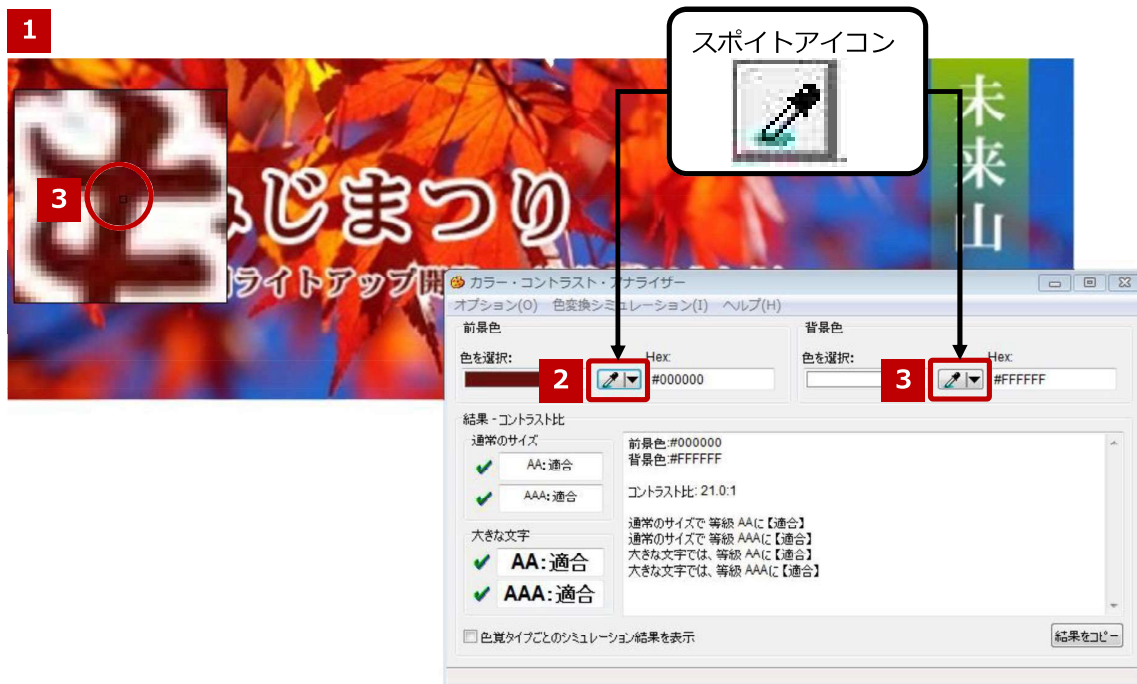 1
スポイトアイコン
未来山
3
みじまつり
ライトアップ開
カラー・コントラスト・アナライザー
オプション(O) 色変換シミュレーション(I) ヘルプ(H)
前景色
背景色
色を選択:
Hex:
2
#000000
色を選択:
Hex:
3
#FFFFFF
結果 - コントラスト比
通常のサイズ
AA:適合
AAA:適合
大きな文字
AA:適合
AAA:適合
前景色:#000000
背景色:#FFFFFF
コントラスト比: 21.0:1
通常のサイズで 等級 AAに【適合】
通常のサイズで 等級 AAAに【適合】
大きな文字では、等級 AAに【適合】
大きな文字では、等級 AAAに【適合】
色覚タイプごとのシミュレーション結果を表示
結果をコピー